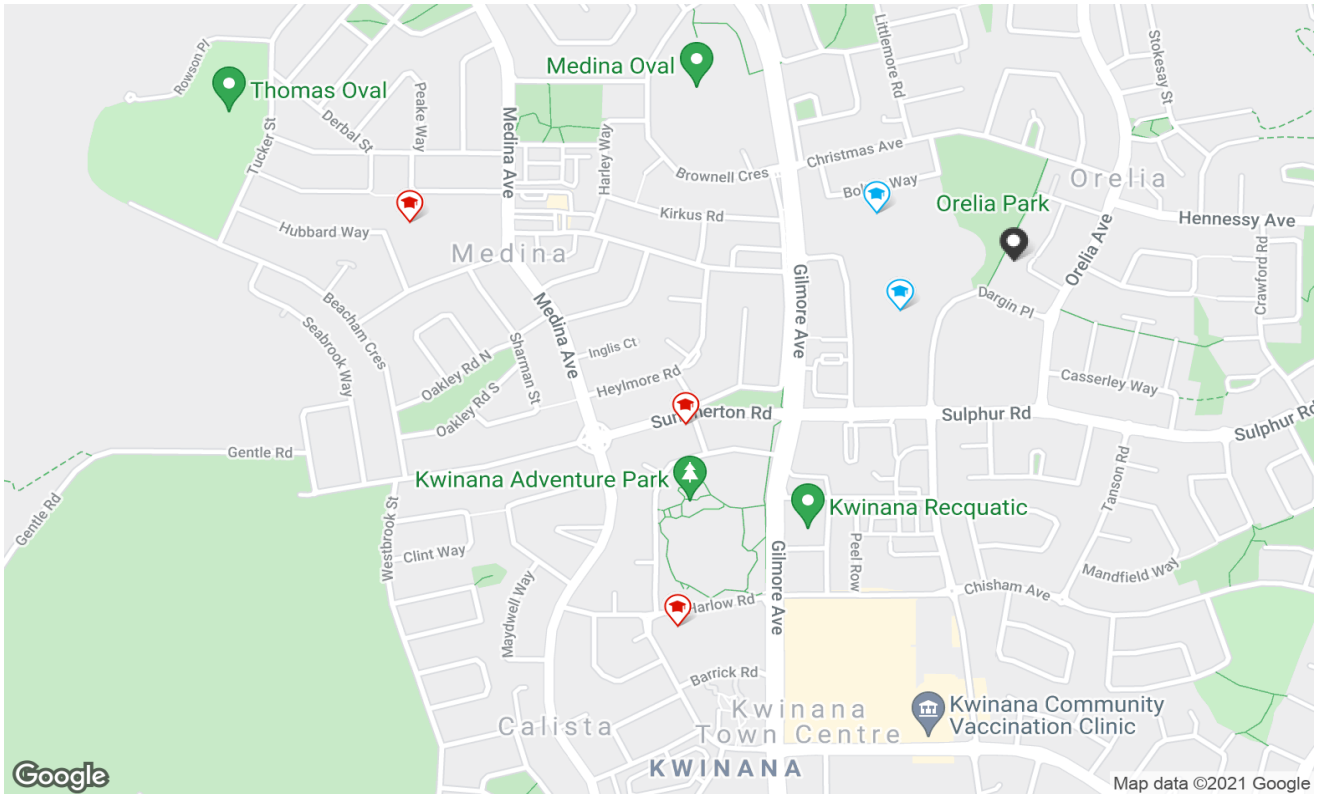 Rowson Pl
Thomas Oval
Peake Way
Derbal St
Tucker St
Medina Ave
Medina Oval
Harley Way
Littlemore Rd
Stokesay St
Christmas Ave
Brownell Cres
Way
Orelia
Orelia Park
Kirkus Rd
Hennessy Ave
Hubbard Way
Medina
Orelia Ave
Crawford Rd
Gilmore Ave
Dargin Pl
Beacham Cres
Seabrook Way
Medina Ave
Inglis Ct
Sharman St
Oakley Rd N
Heylmore Rd
Casserley Way
Oakley Rd S
Sulphur Rd
Sulphur Rd
Gentle Rd
Kwinana Adventure Park
Gentle Rd
Tanson Rd
Kwinana Recquatic
Westbrook St
Clint Way
Peel Row
Gilmore Ave
Mandfield Way
Chisham Ave
Maydwell Way
Harlow Rd
Barrick Rd
Calista
Kwinana
Town Centre
Kwinana Community
Vaccination Clinic
KWINANA
Google
Map data ©2021 Google